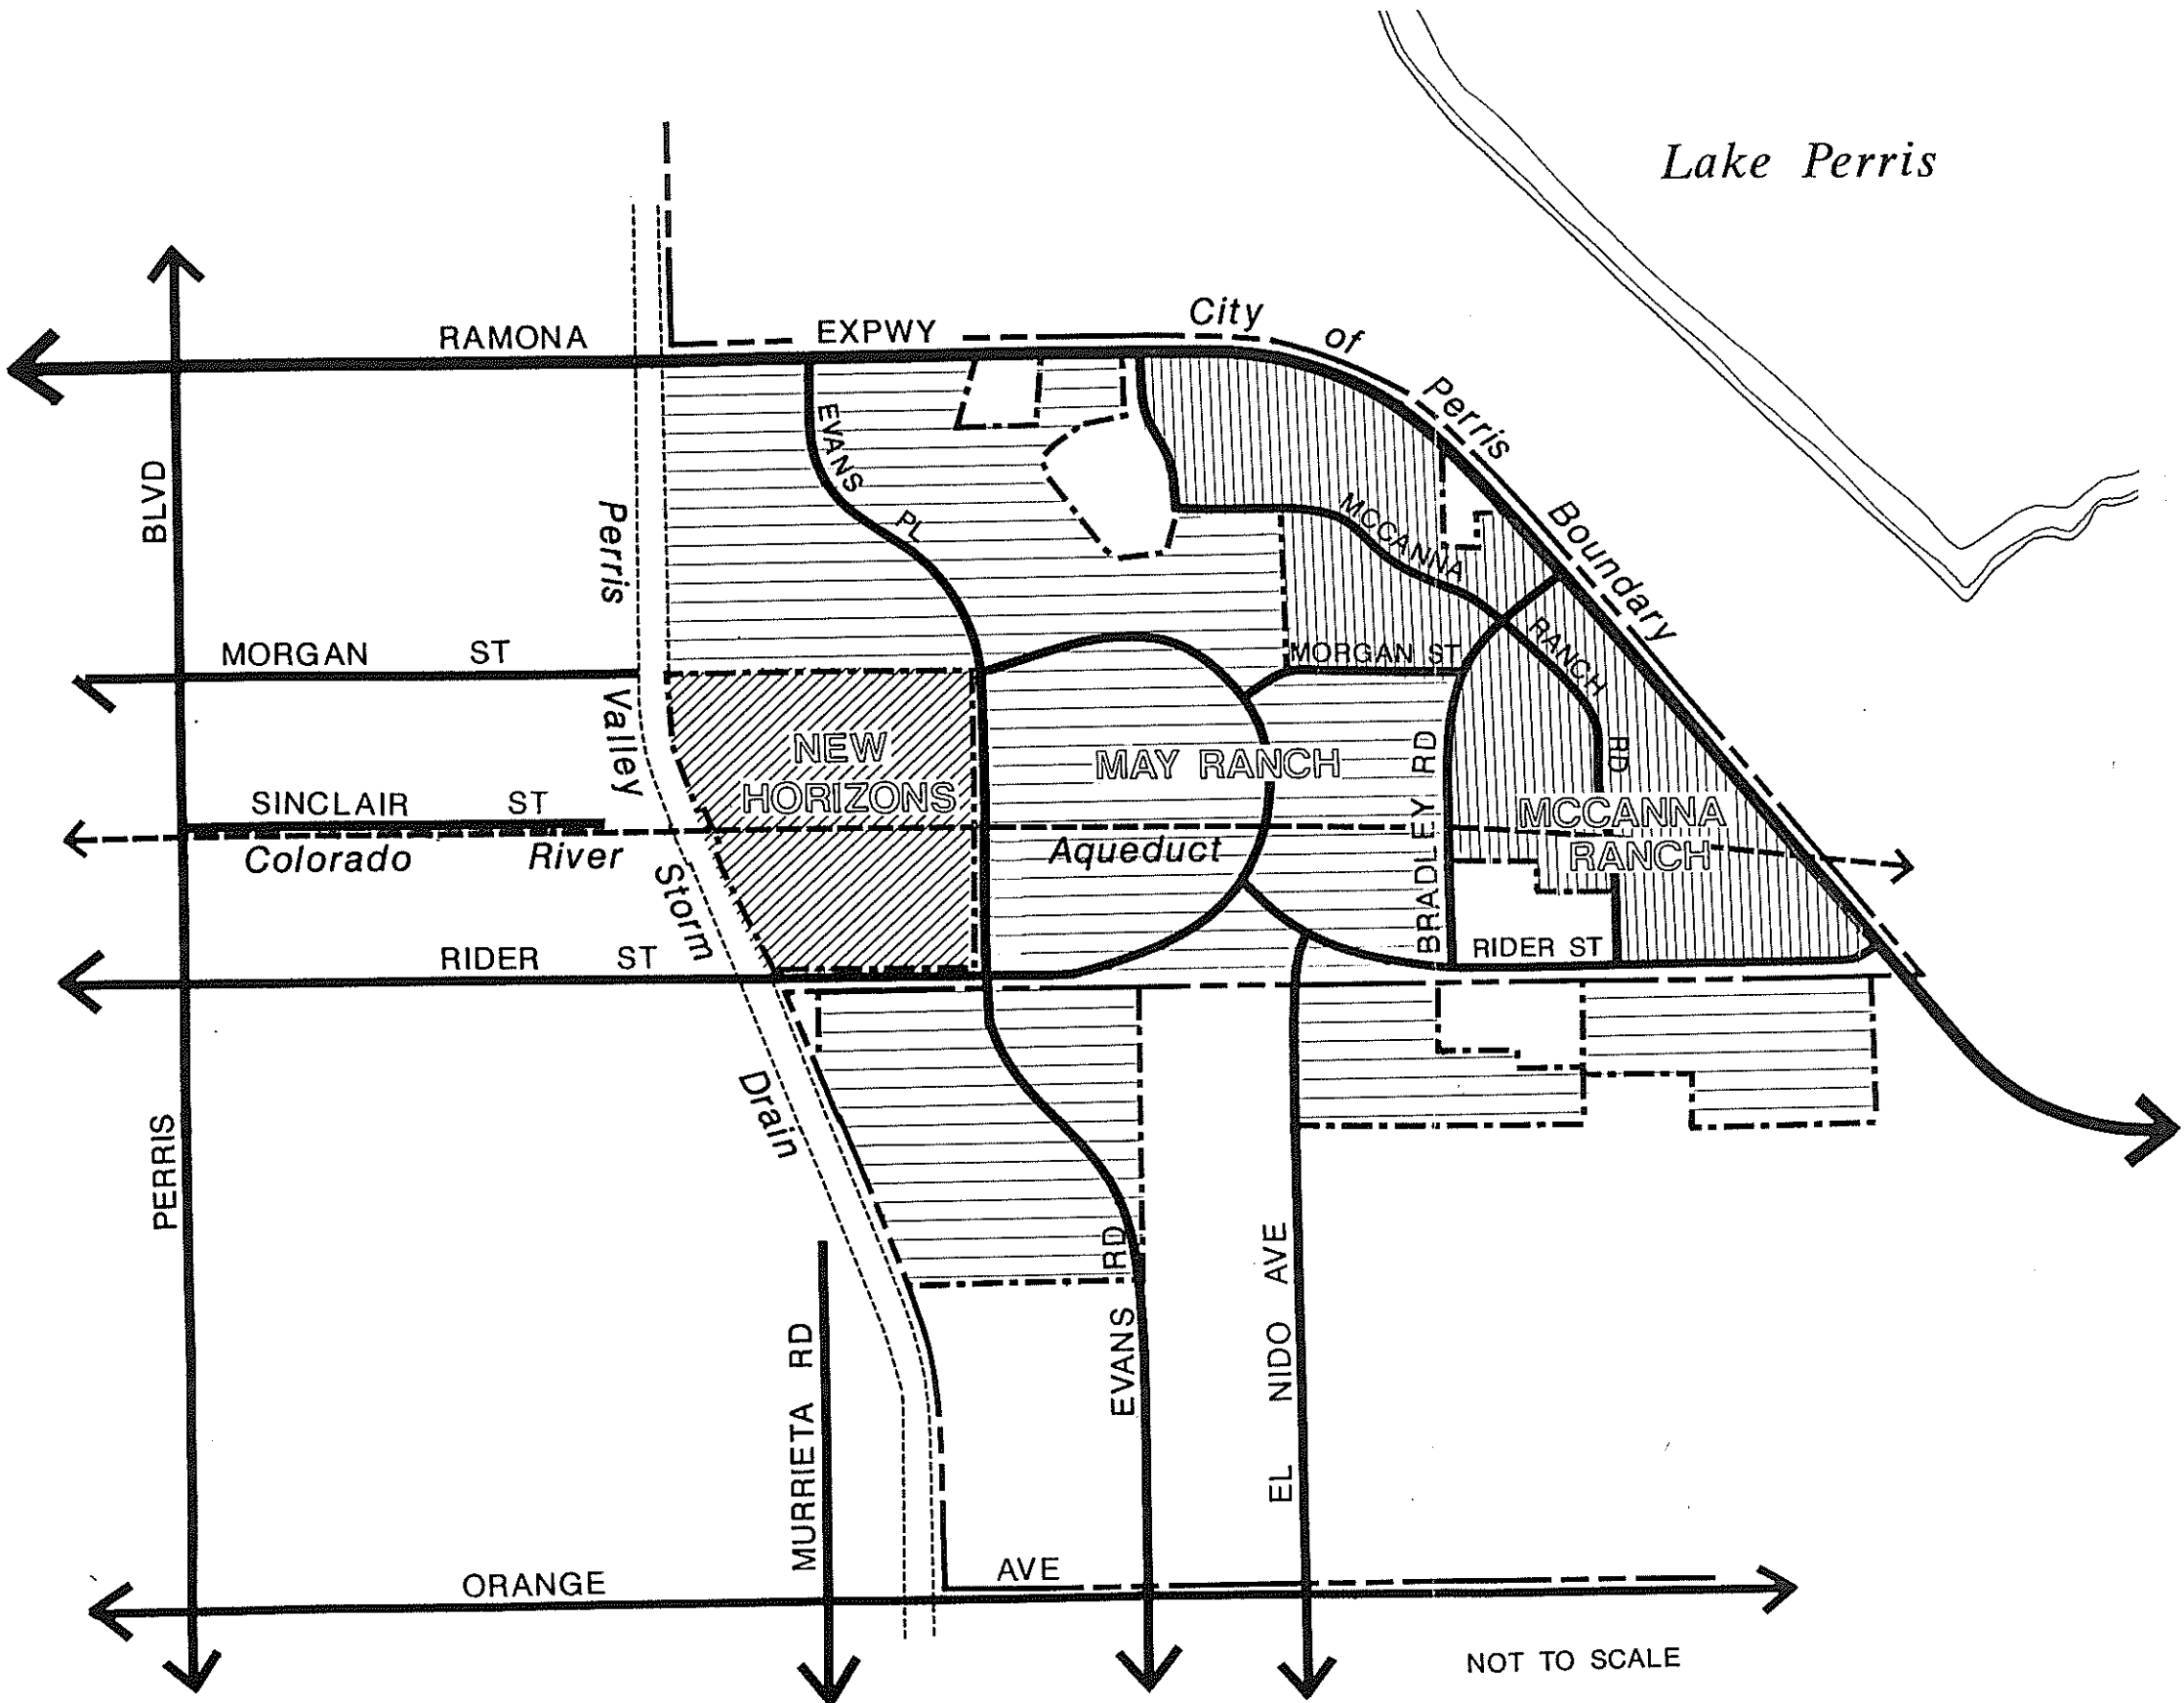 Lake Perris
City of Perris Boundary
RAMONA EXPWY
EVANS PL
BLVD
Perris Valley Storm Drain
MCCANNA RANCH RD
MORGAN ST
MORGAN ST
NEW
HORIZONS
MAY RANCH
BRADLEY RD
MCCANNA
RANCH
SINCLAIR ST
Colorado River Aqueduct
RIDER ST
RIDER ST
PERRIS
EVANS RD
EL NIDO AVE
MURRIETA RD
ORANGE AVE
NOT TO SCALE